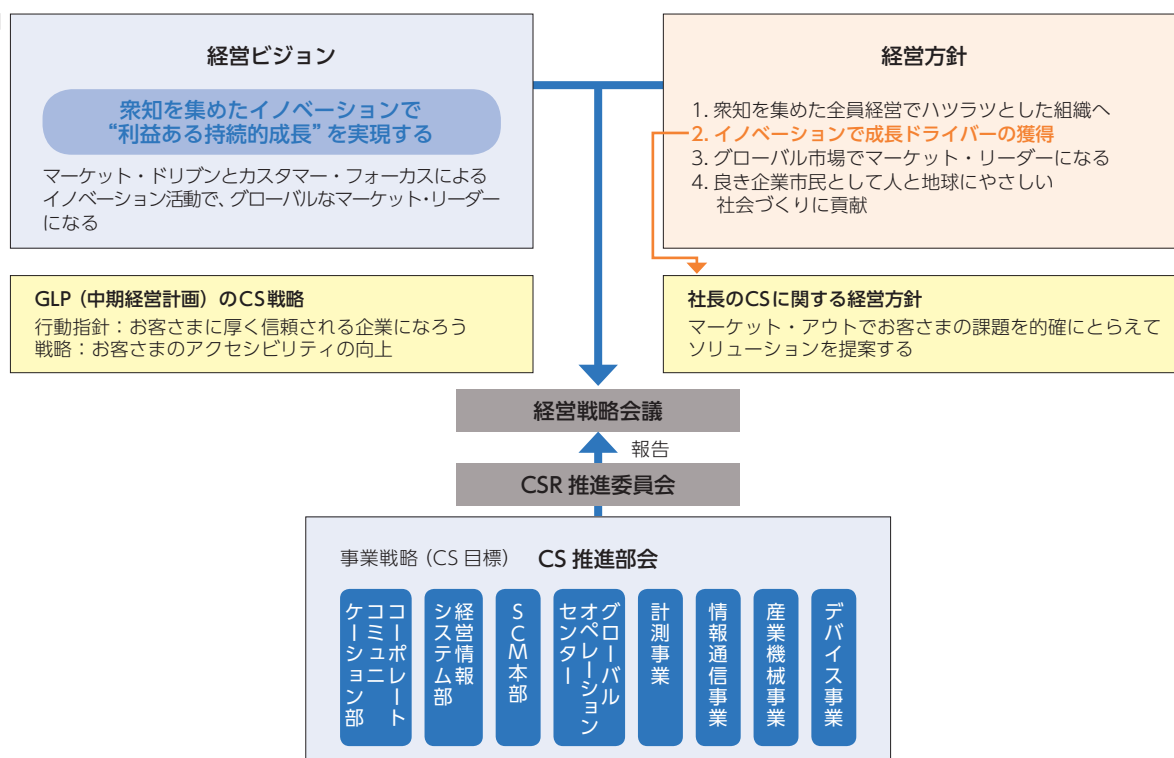 経営ビジョン
衆知を集めたイノベーションで
“利益ある持続的成長”を実現する
マーケット・ドリブンとカスタマー・フォーカスによる
イノベーション活動で、グローバルなマーケット・リーダー
になる
経営方針
1. 衆知を集めた全員経営でハツラツとした組織へ
2. イノベーションで成長ドライバーの獲得
3. グローバル市場でマーケット・リーダーになる
4. 良き企業市民として人と地球にやさしい
社会づくりに貢献
GLP（中期経営計画）のCS戦略
行動指針：お客さまに厚く信頼される企業になろう
戦略：お客さまのアクセシビリティの向上
社長のCSに関する経営方針
マーケット・アウトでお客さまの課題を的確にとらえて
ソリューションを提案する
経営戦略会議
報告
CSR 推進委員会
事業戦略（CS 目標） CS 推進部会
コーポレート
コミュニ
ケーション部
経営情報
システム部
SCM本部
グローバル
オペレーション
センター
計測事業
情報通信事業
産業機械事業
デバイス事業